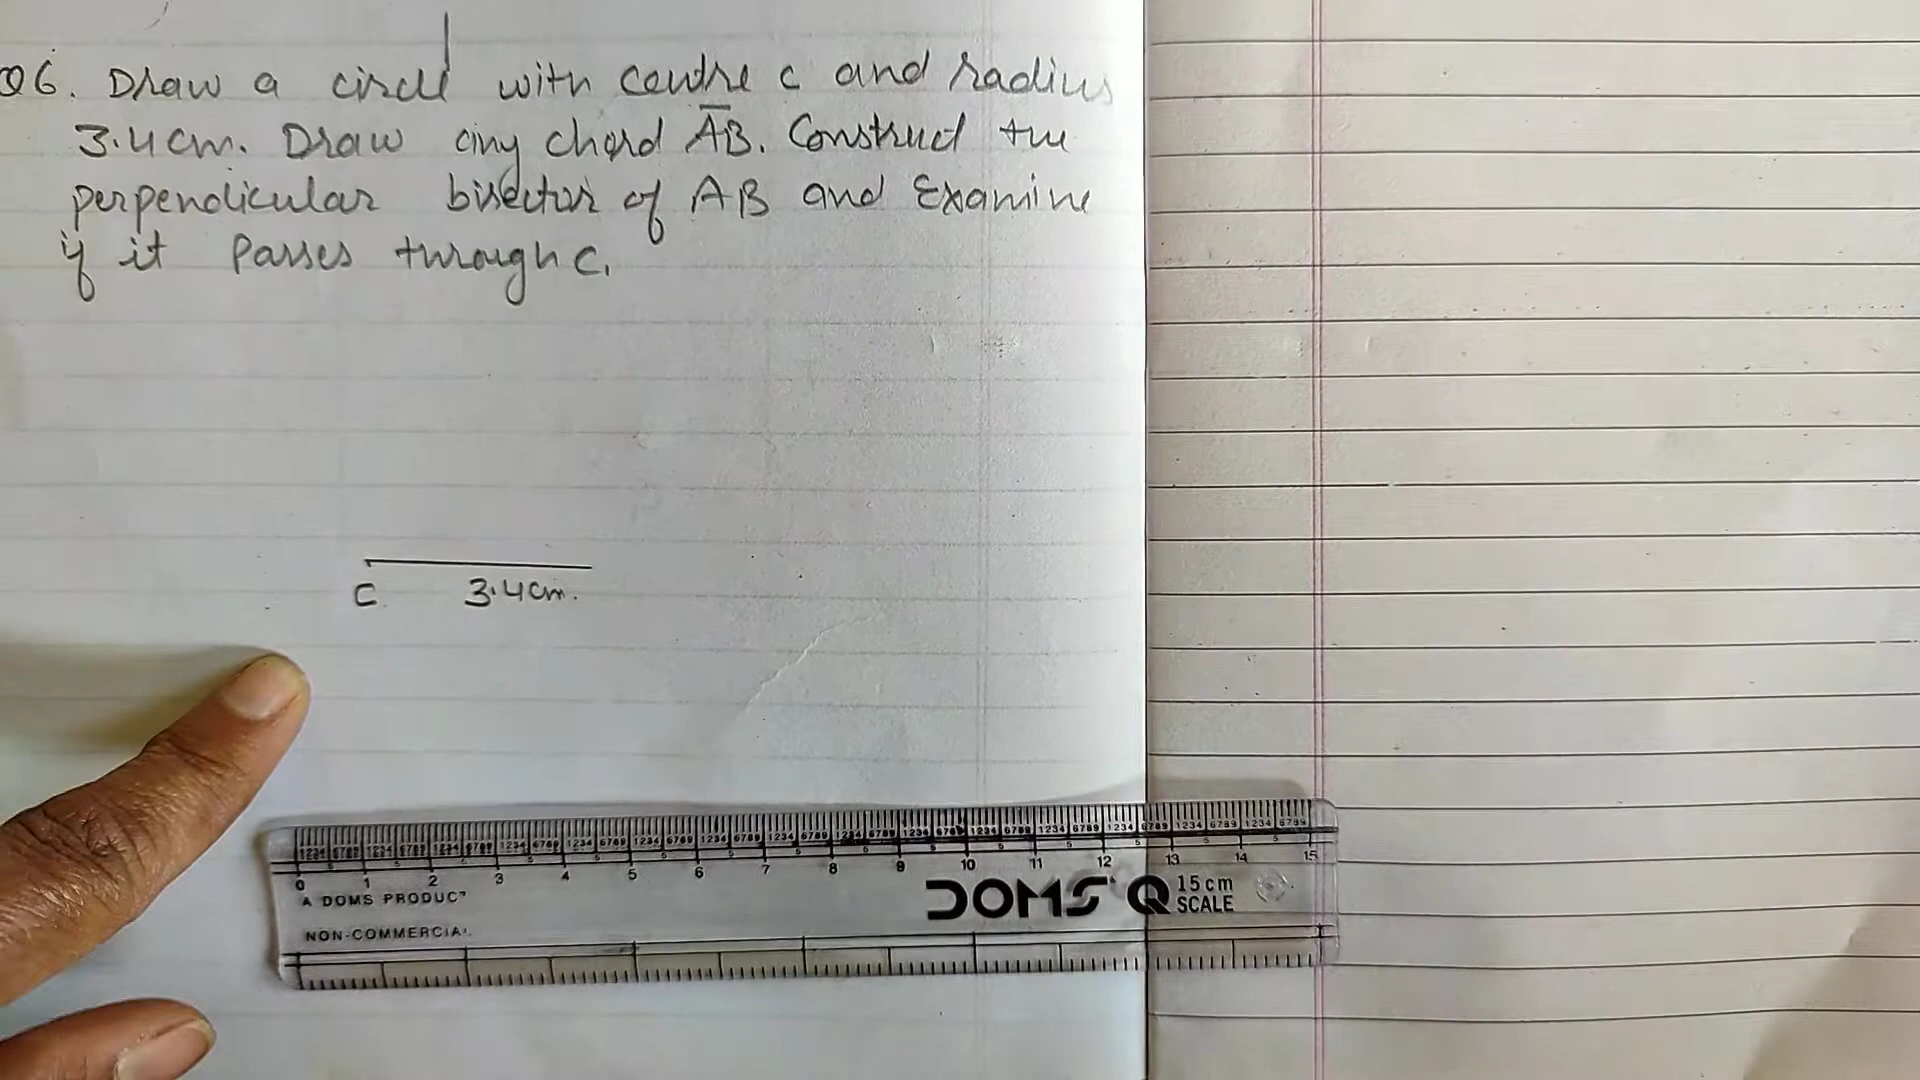 Q6. Draw a circle with centre c and radius
3.4cm. Draw any chord AB. Construct the
perpendicular bisector of AB and Examine
if it Passes through c.
C 3.4cm.
0 1 2 3 4 5 6 7 8 9 10 11 12 13 14 15
A DOMS PRODUCT
DOMS Q 15cm
SCALE
NON-COMMERCIAL